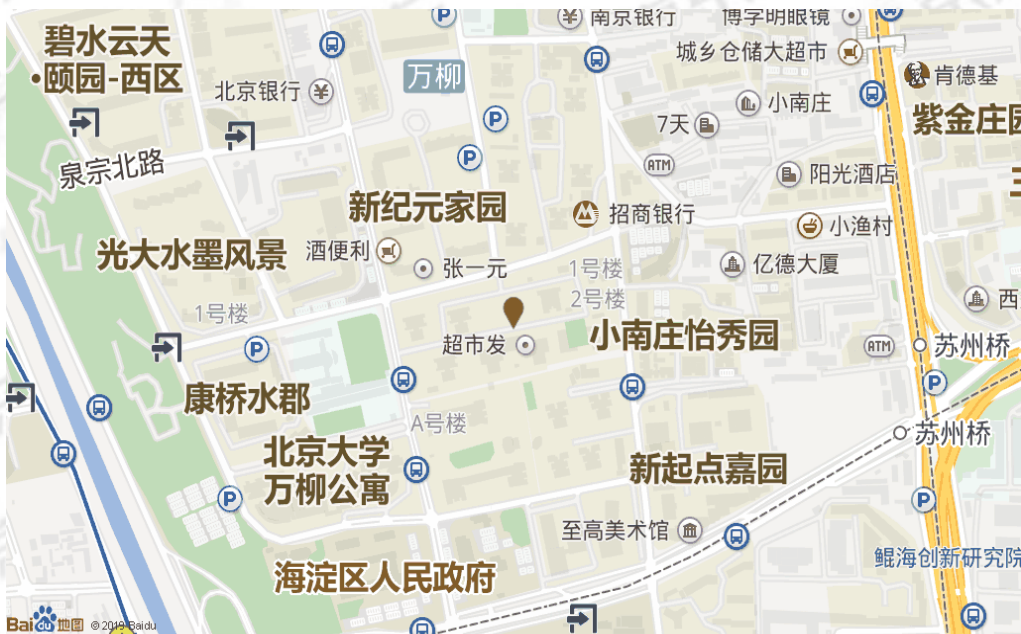 P
¥ 南京银行
博学明眼镜
碧水云天
•颐园-西区
城乡仓储大超市
肯德基
万柳
北京银行 ¥
小南庄
紫金庄园
P
7天
P
ATM
泉宗北路
阳光酒店
新纪元家园
招商银行
小渔村
光大水墨风景
酒便利
张一元
1号楼
亿德大厦
2号楼
西
1号楼
超市发
小南庄怡秀园
ATM
苏州桥
P
P
康桥水郡
A号楼
苏州桥
北京大学
万柳公寓
新起点嘉园
P
P
至高美术馆
鲲海创新研究院
海淀区人民政府
Bai du 地图 © 2019 Baidu